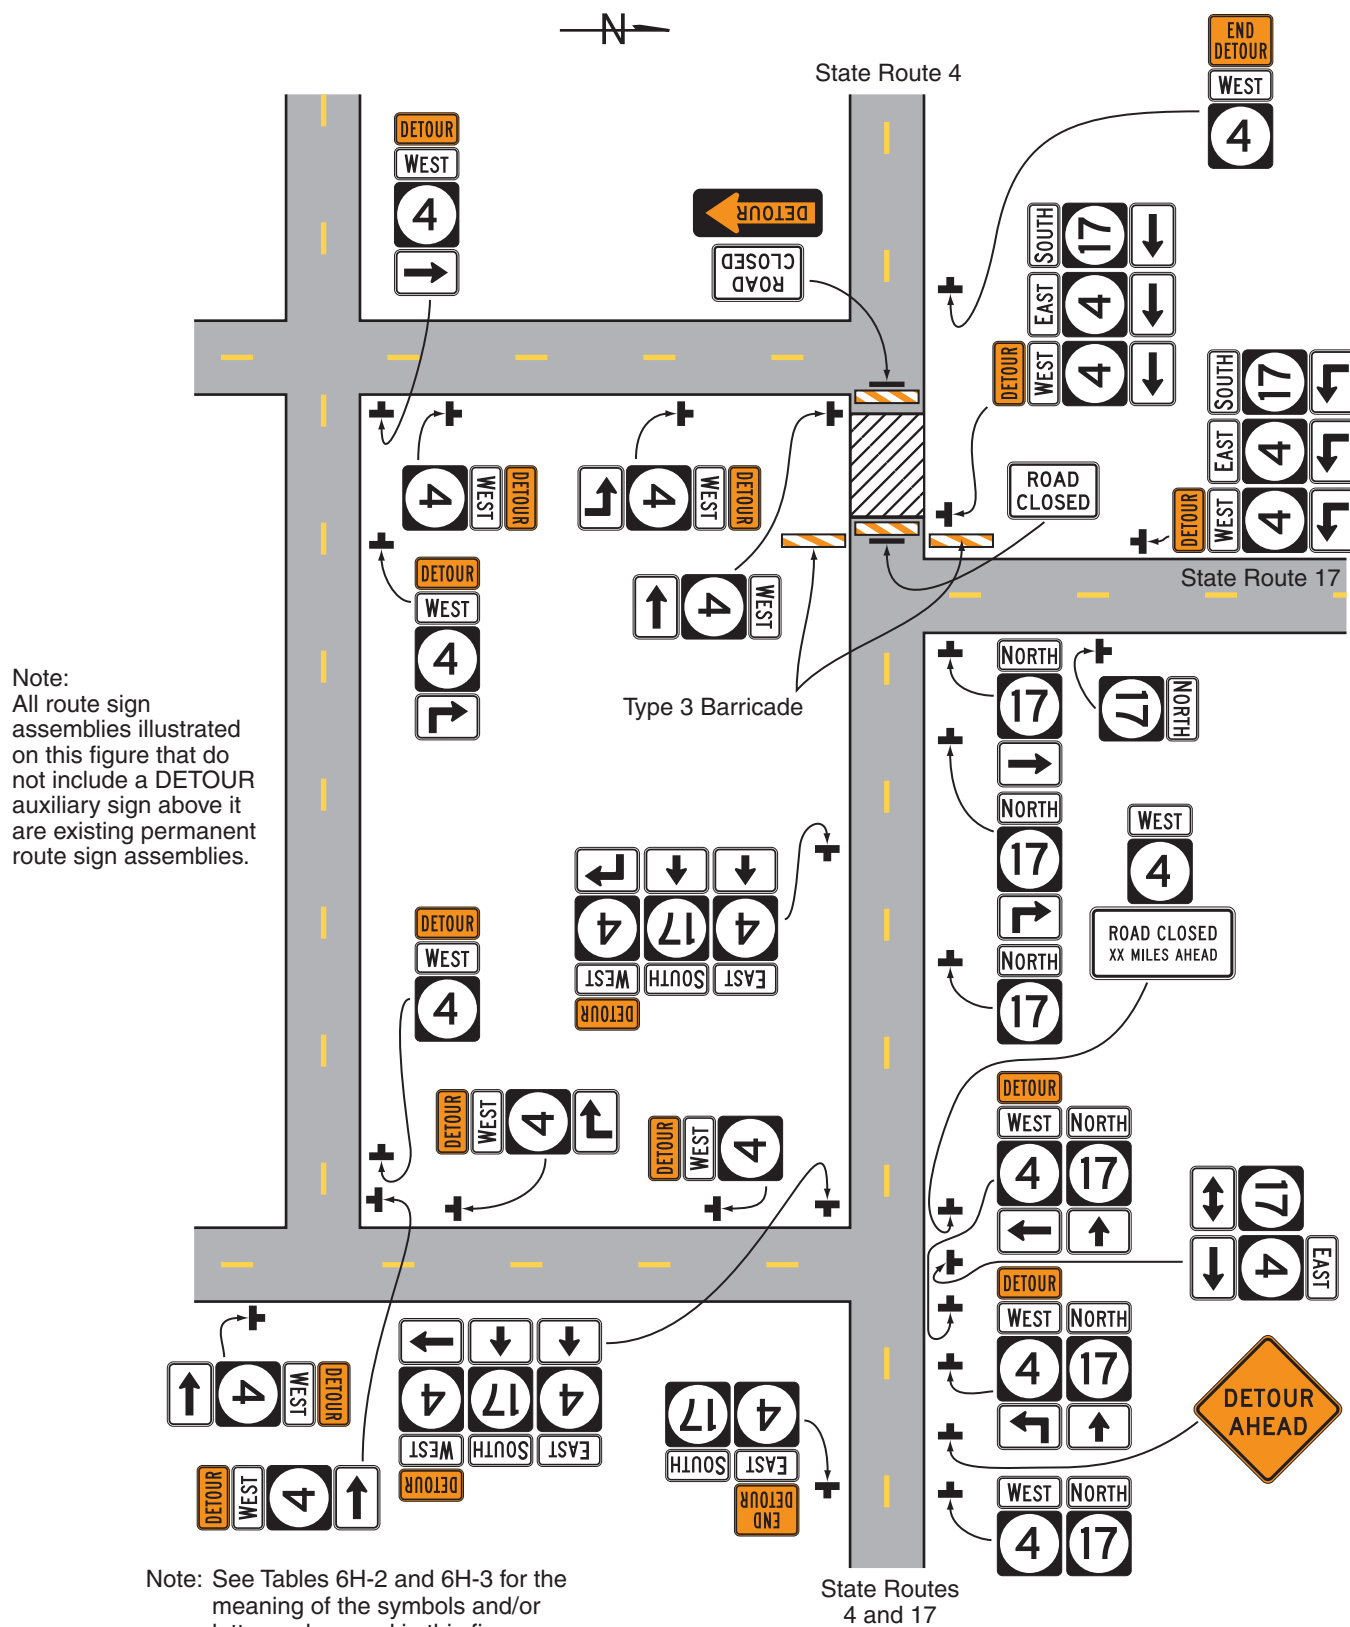 N
State Route 4
END
DETOUR
WEST
4
DETOUR
WEST
4
DETOUR
ROAD
CLOSED
SOUTH
17
EAST
4
DETOUR
WEST
4
SOUTH
17
EAST
4
DETOUR
WEST
4
State Route 17
4
WEST
DETOUR
4
WEST
DETOUR
ROAD
CLOSED
DETOUR
WEST
4
4
WEST
Type 3 Barricade
Note:
All route sign
assemblies illustrated
on this figure that do
not include a DETOUR
auxiliary sign above it
are existing permanent
route sign assemblies.
NORTH
17
17
NORTH
NORTH
17
NORTH
17
WEST
4
ROAD CLOSED
XX MILES AHEAD
4
17
4
WEST
SOUTH
EAST
DETOUR
DETOUR
WEST
4
DETOUR
WEST
4
DETOUR
WEST
4
DETOUR
WEST
NORTH
4
17
17
4
EAST
DETOUR
WEST
NORTH
4
17
DETOUR
AHEAD
WEST
NORTH
4
17
4
WEST
DETOUR
DETOUR
WEST
4
4
17
4
WEST
SOUTH
EAST
DETOUR
17
4
SOUTH
EAST
END
DETOUR
Note: See Tables 6H-2 and 6H-3 for the
meaning of the symbols and/or
State Routes
4 and 17